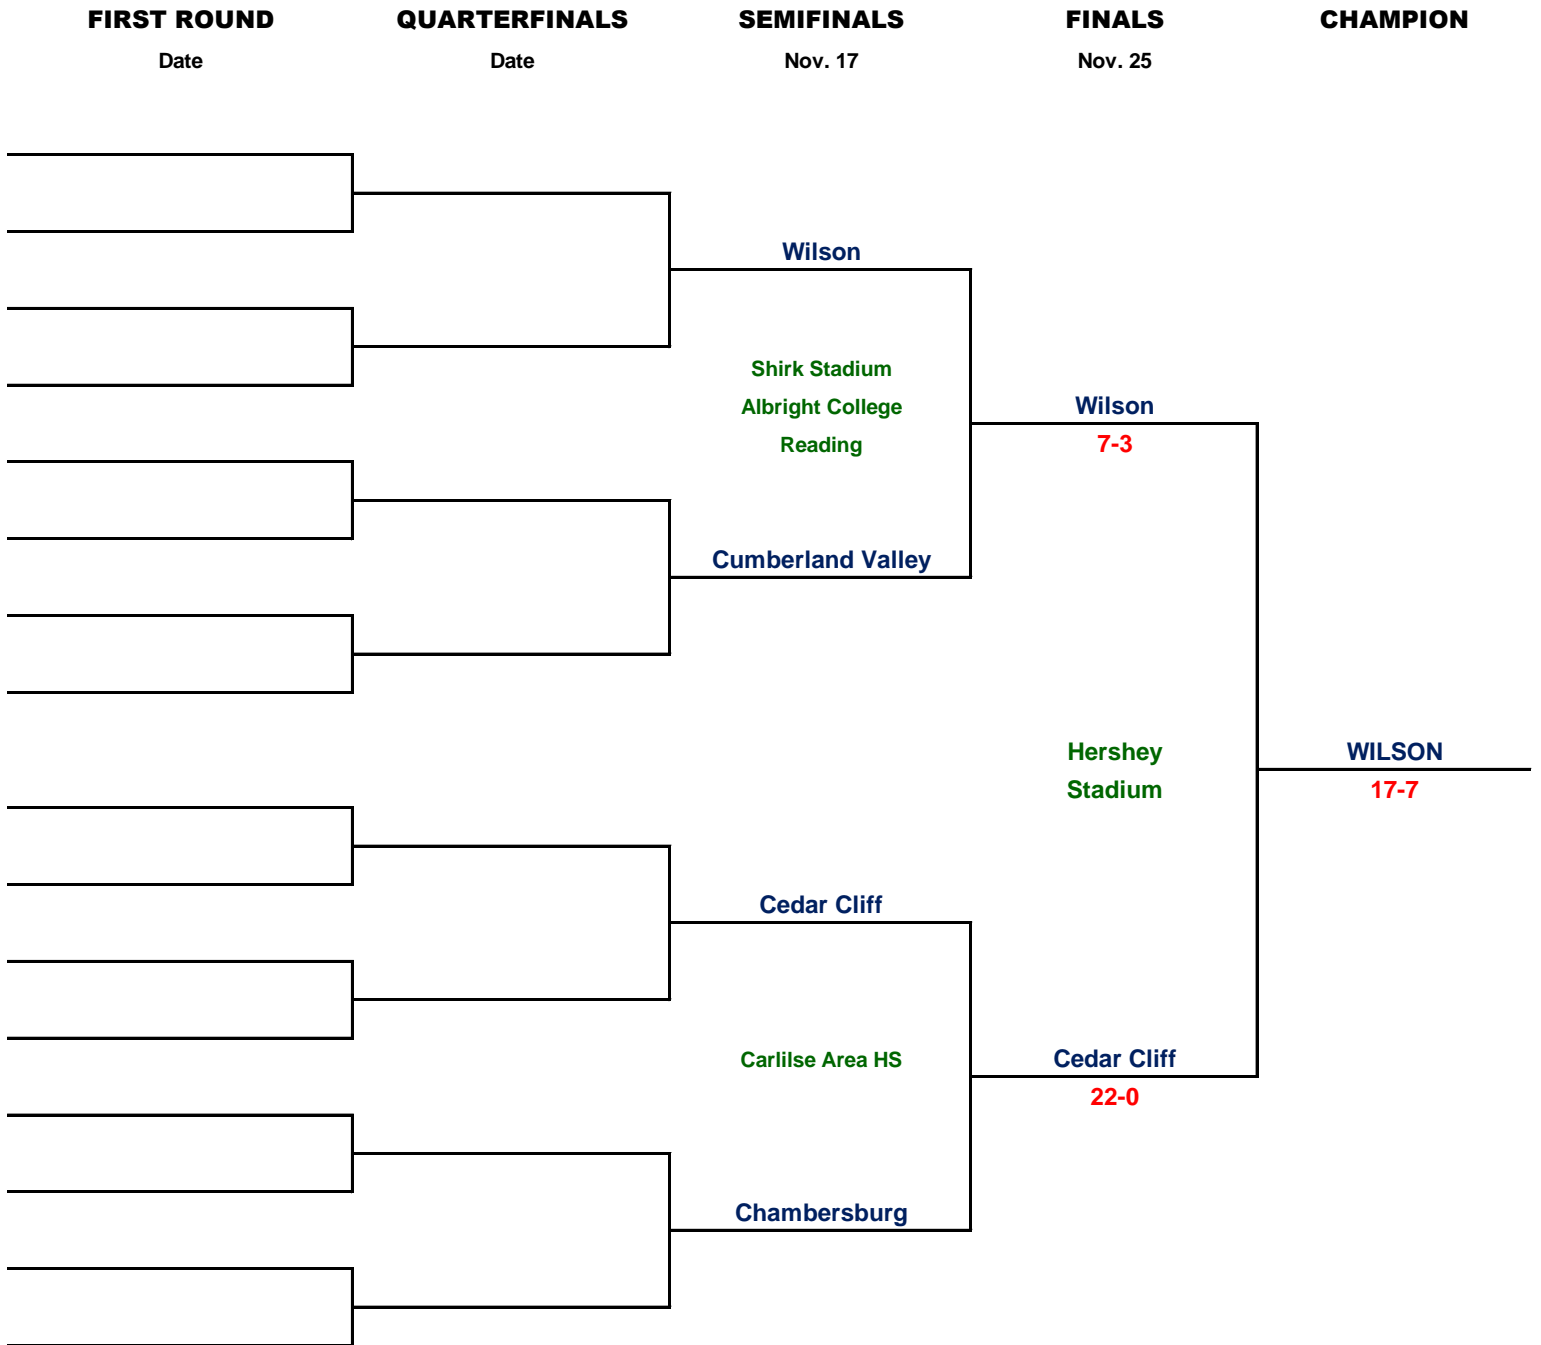 FIRST ROUND QUARTERFINALS SEMIFINALS FINALS CHAMPION
Date Date Nov. 17 Nov. 25
Wilson
Shirk Stadium
Albright College
Reading
Wilson
7-3
Cumberland Valley
Hershey
Stadium
WILSON
17-7
Cedar Cliff
Carlilse Area HS
Cedar Cliff
22-0
Chambersburg